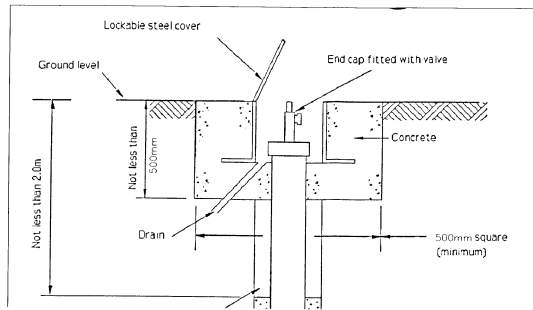 Lockable steel cover
Ground level
End cap fitted with valve
Concrete
Not less than
500mm
Not less than 2.0m
Drain
500mm square
(minimum)